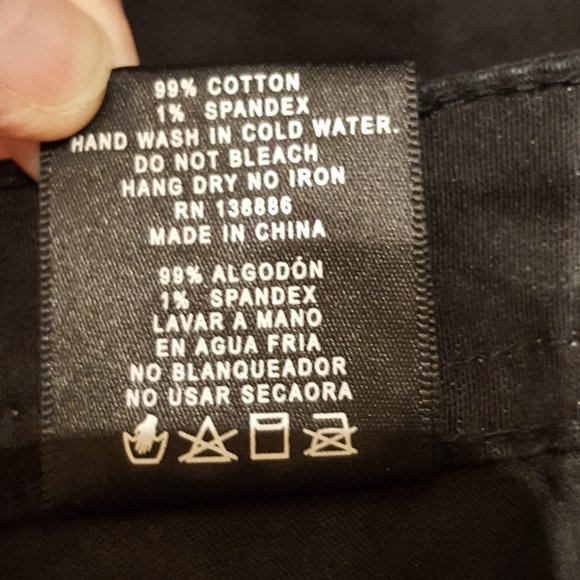 99% COTTON
1% SPANDEX
HAND WASH IN COLD WATER.
DO NOT BLEACH
HANG DRY NO IRON
RN 138886
MADE IN CHINA
99% ALGODÓN
1% SPANDEX
LAVAR A MANO
EN AGUA FRIA
NO BLANQUEADOR
NO USAR SECAORA